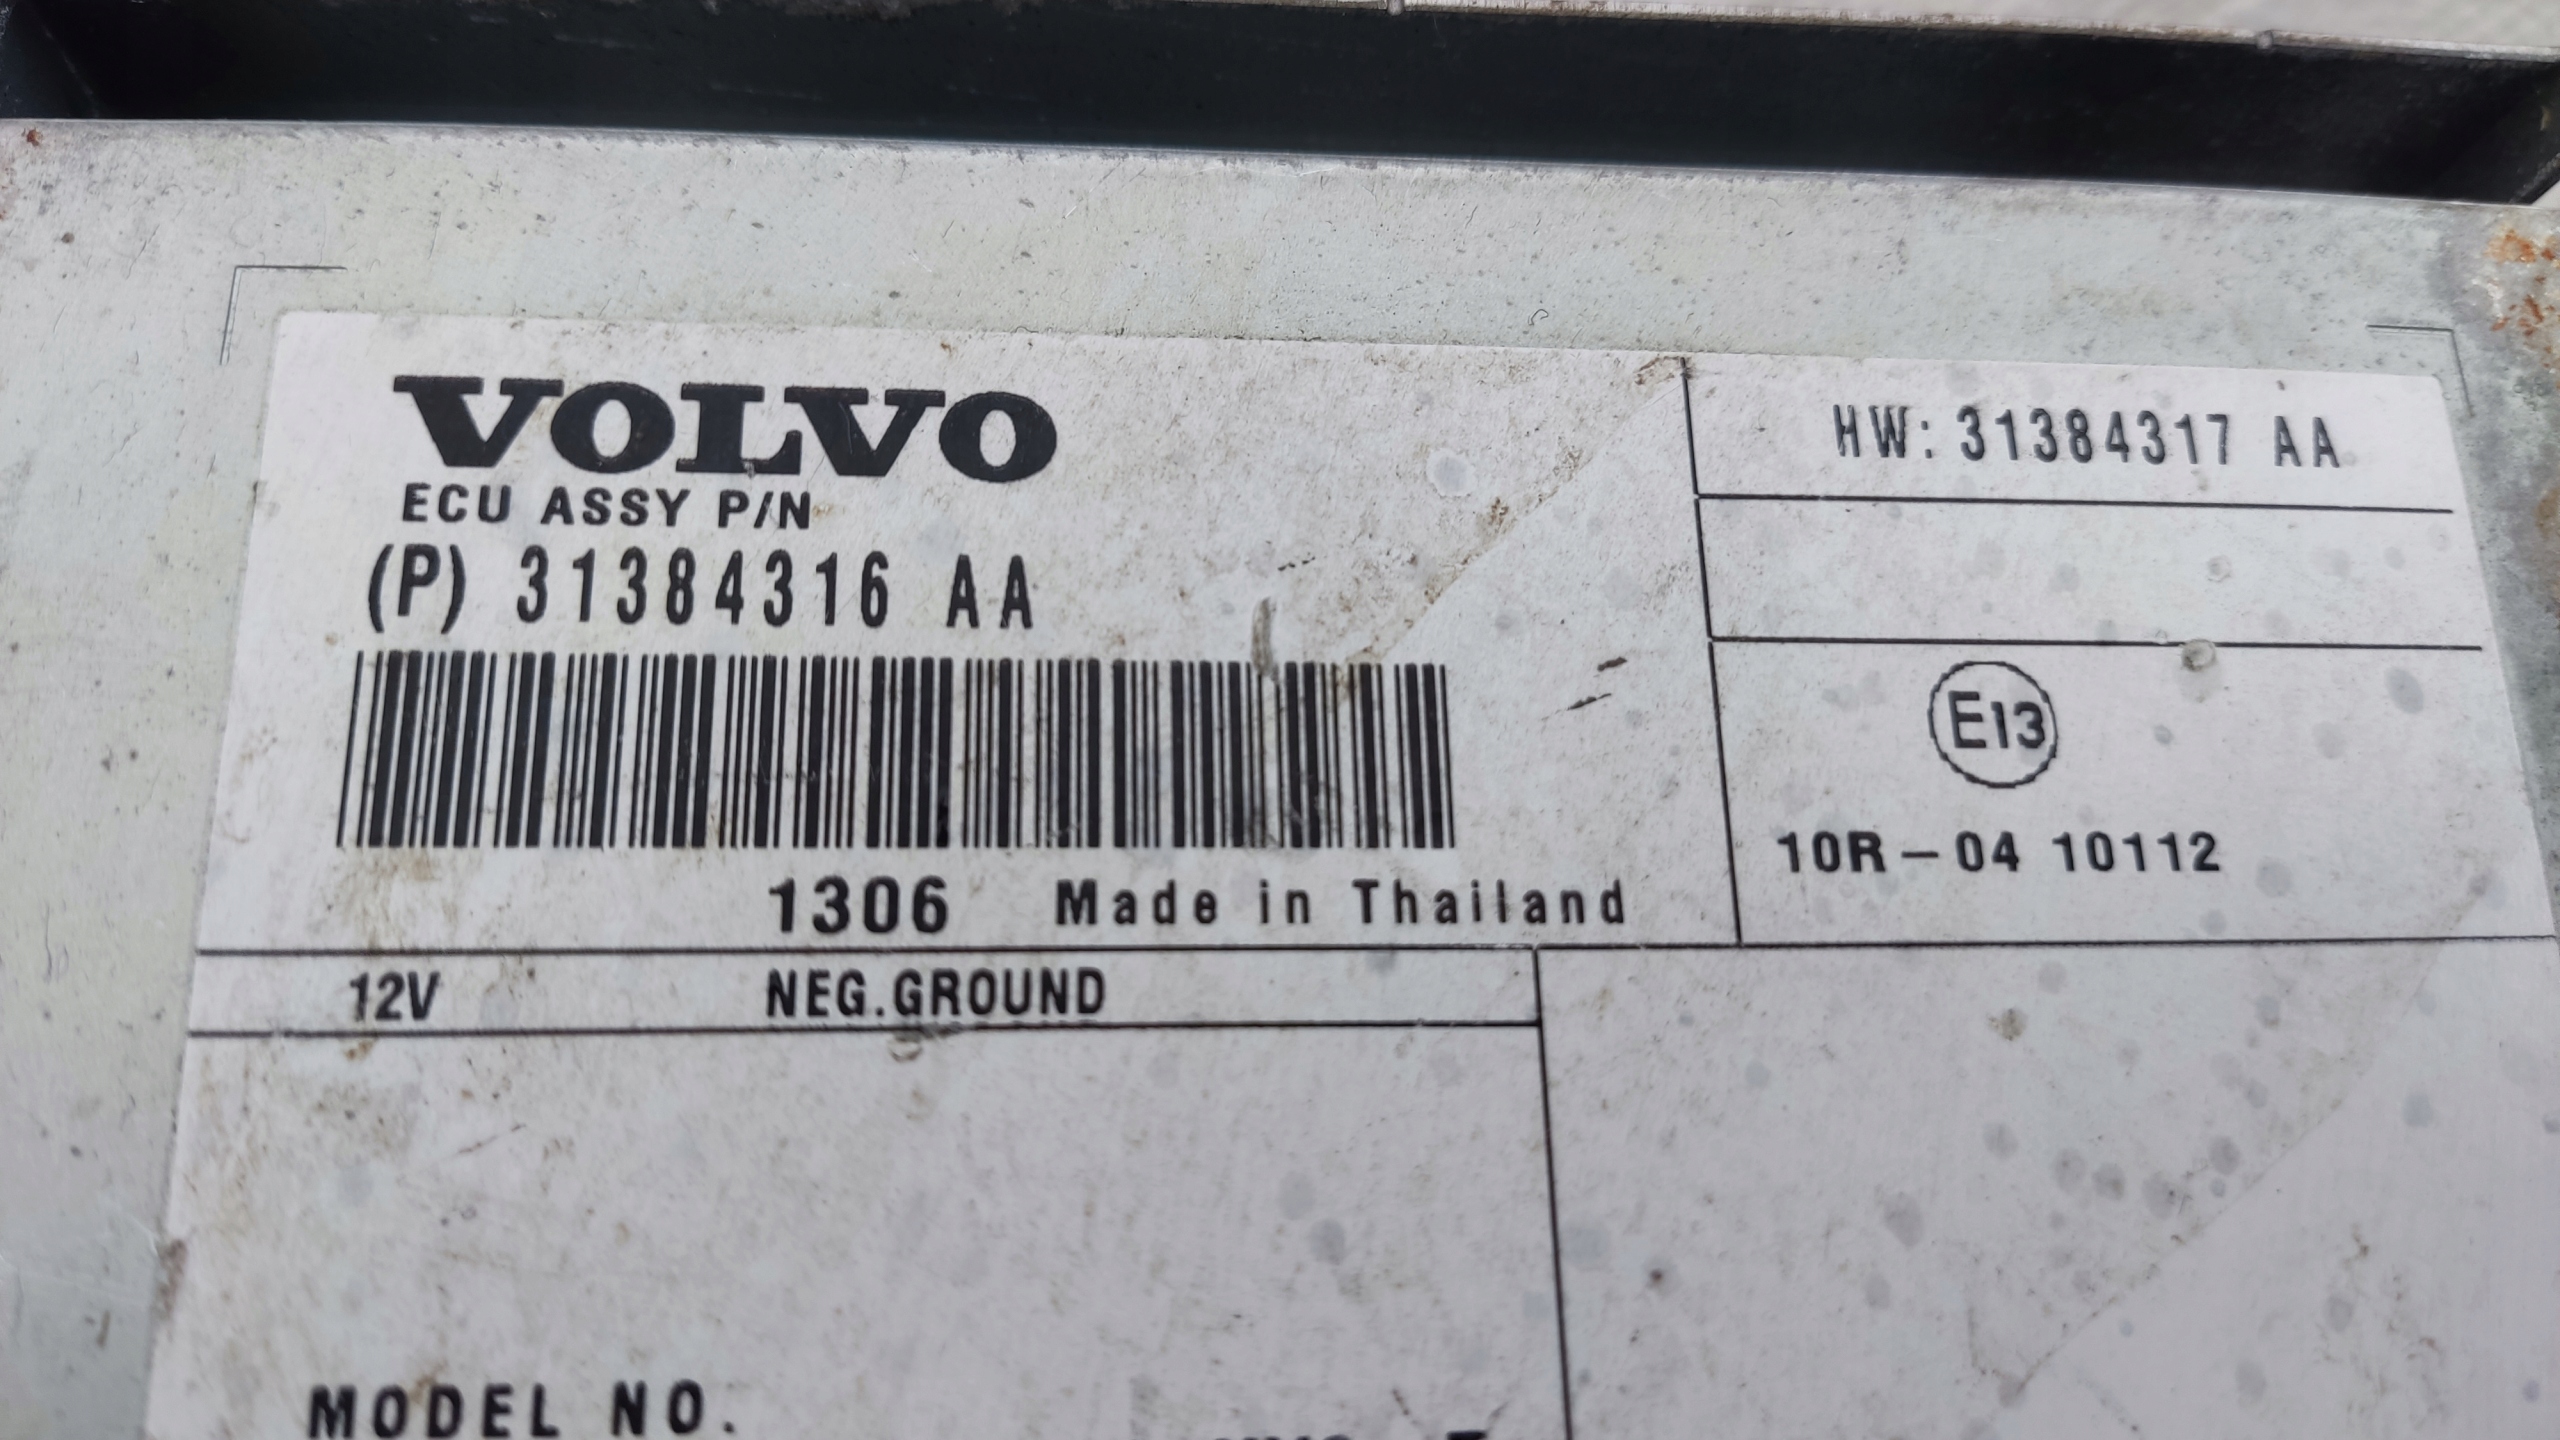 VOLVO
ECU ASSY P/N
(P) 31384316 AA
1306 Made in Thailand
12V NEG.GROUND
MODEL NO.
HW: 31384317 AA
E13
10R-04 10112